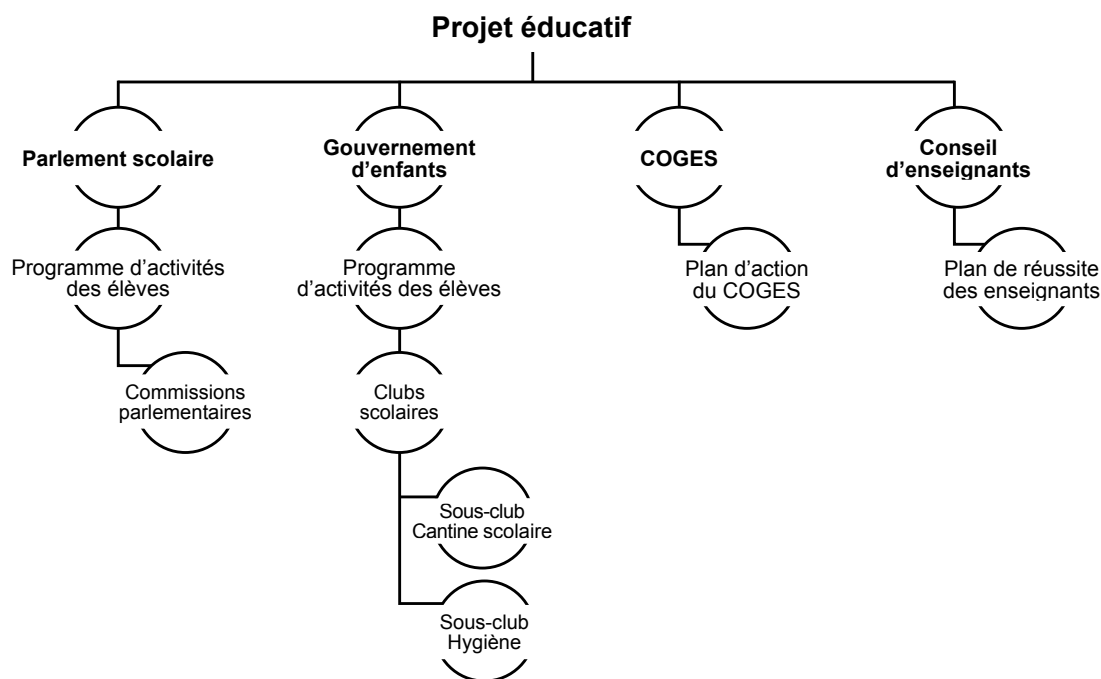 Projet éducatif
Parlement scolaire
Gouvernement
d’enfants
COGES
Conseil
d’enseignants
Programme d’activités
des élèves
Programme
d’activités des élèves
Plan d’action
du COGES
Plan de réussite
des enseignants
Commissions
parlementaires
Clubs
scolaires
Sous-club
Cantine scolaire
Sous-club
Hygiène